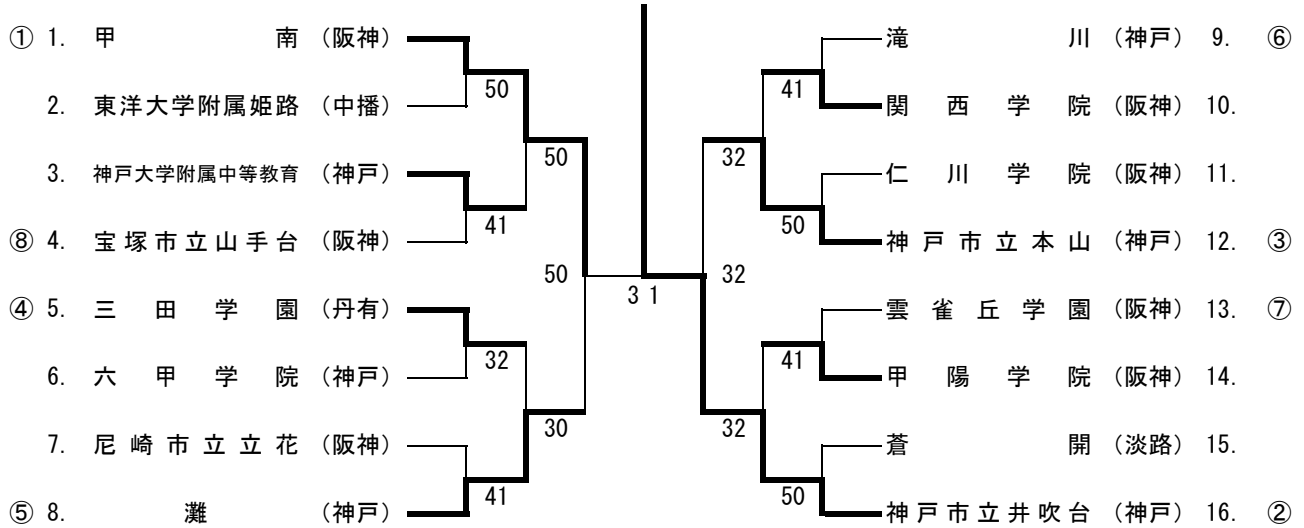 ① 1. 甲南 (阪神) 滝川 (神戸) 9. ⑥
50 41
2. 東洋大学附属姫路 (中播) 関西学院 (阪神) 10.
50 32
3. 神戸大学附属中等教育 (神戸) 仁川学院 (阪神) 11.
41 50
⑧ 4. 宝塚市立山手台 (阪神) 神戸市立本山 (神戸) 12. ③
50 3 1 32
④ 5. 三田学園 (丹有) 雲雀丘学園 (阪神) 13. ⑦
32 41
6. 六甲学院 (神戸) 甲陽学院 (阪神) 14.
30 32
7. 尼崎市立立花 (阪神) 蒼開 (淡路) 15.
41 50
⑤ 8. 灘 (神戸) 神戸市立井吹台 (神戸) 16. ②